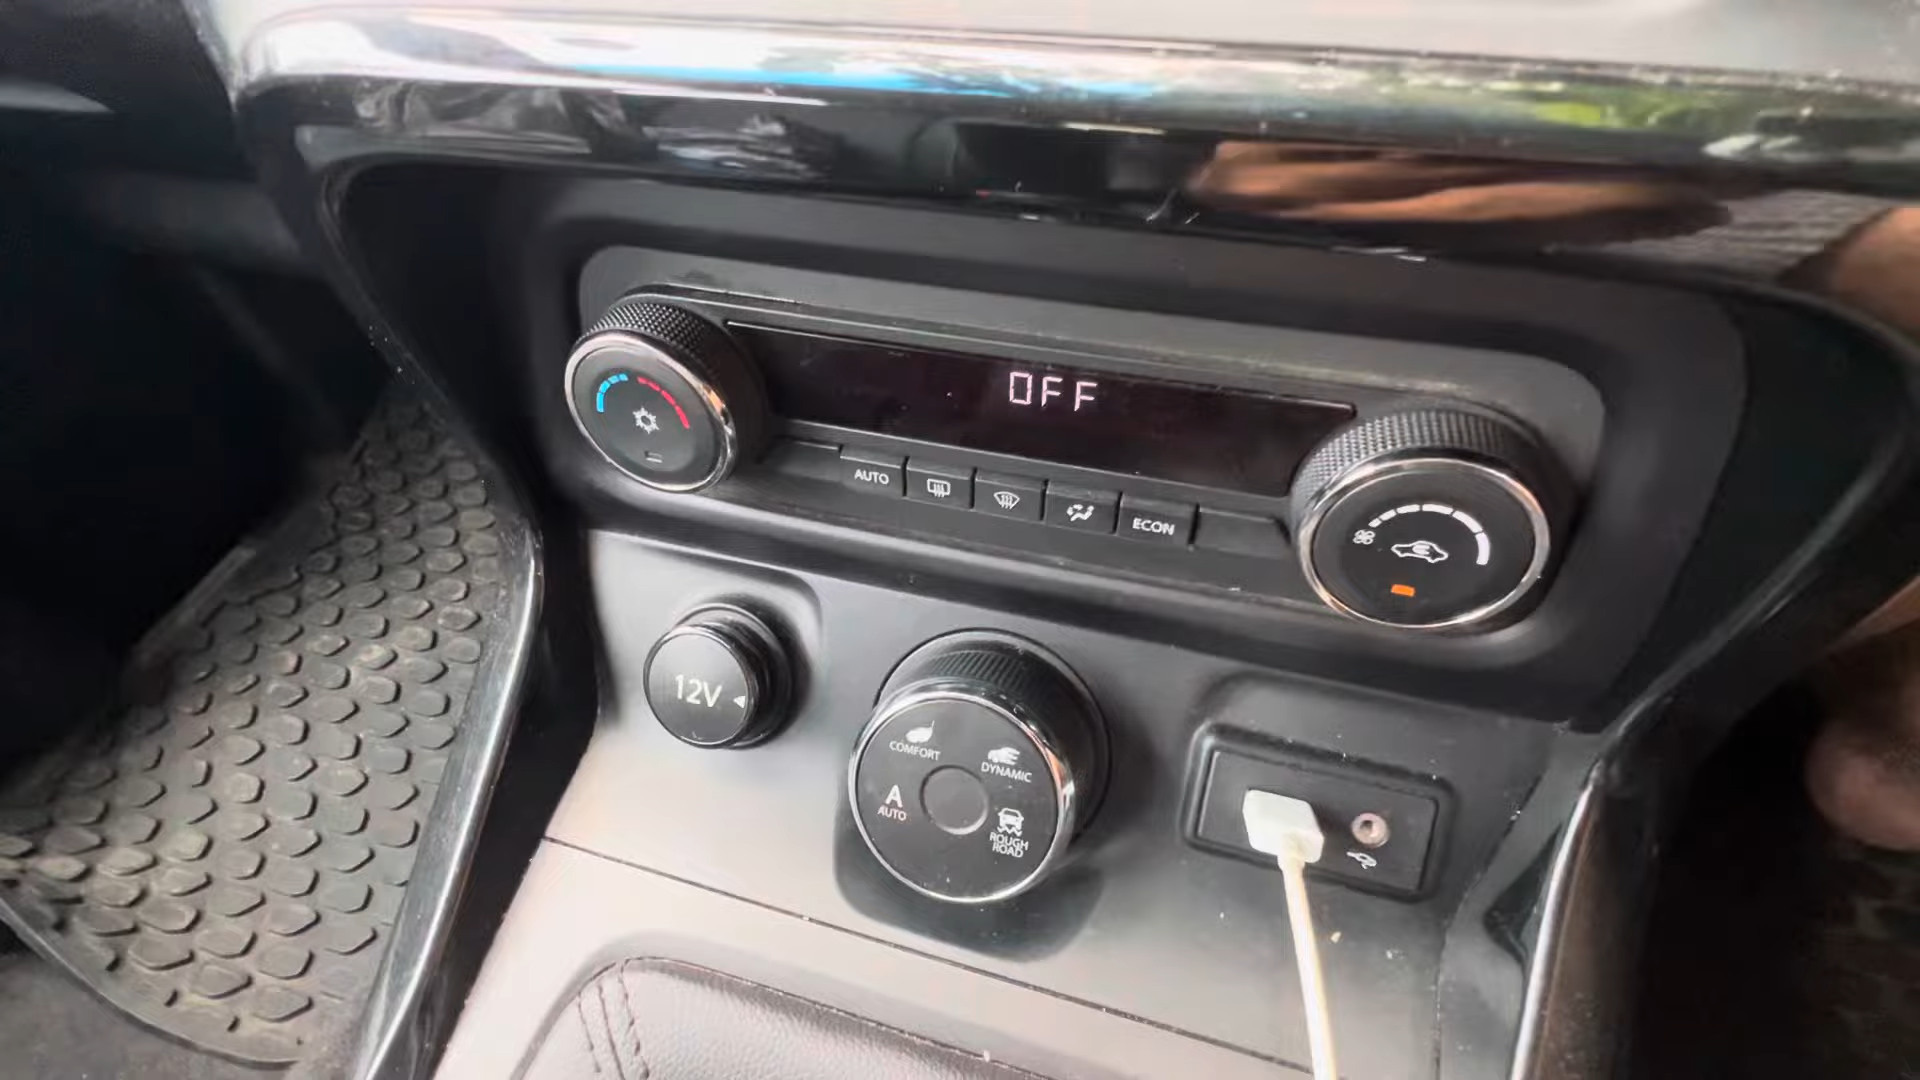 OFF
AUTO
ECON
12V
COMFORT
DYNAMIC
A
AUTO
ROUGH
ROAD